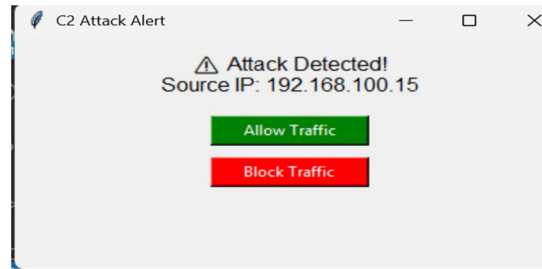 C2 Attack Alert
⚠ Attack Detected!
Source IP: 192.168.100.15
Allow Traffic
Block Traffic